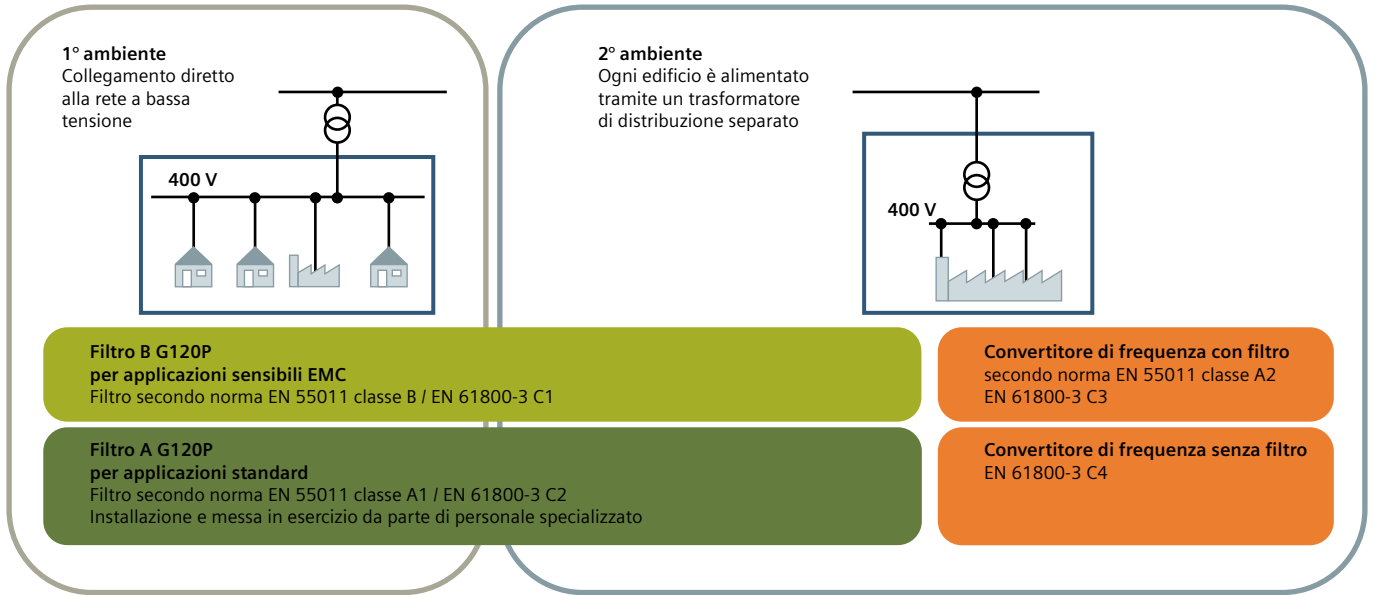 1° ambiente
Collegamento diretto
alla rete a bassa
tensione
400 V
2° ambiente
Ogni edificio è alimentato
tramite un trasformatore
di distribuzione separato
400 V
Filtro B G120P
per applicazioni sensibili EMC
Filtro secondo norma EN 55011 classe B / EN 61800-3 C1
Convertitore di frequenza con filtro
secondo norma EN 55011 classe A2
EN 61800-3 C3
Filtro A G120P
per applicazioni standard
Filtro secondo norma EN 55011 classe A1 / EN 61800-3 C2
Installazione e messa in esercizio da parte di personale specializzato
Convertitore di frequenza senza filtro
EN 61800-3 C4